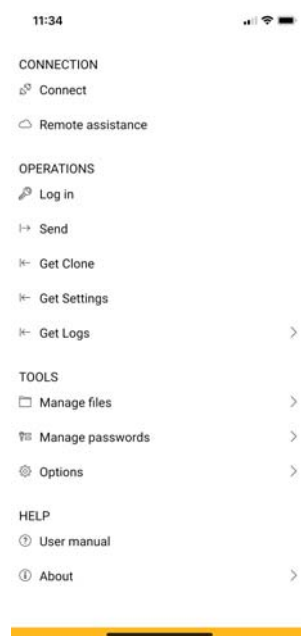 11:34
CONNECTION
Connect
Remote assistance
OPERATIONS
Log in
Send
Get Clone
Get Settings
Get Logs
TOOLS
Manage files
Manage passwords
Options
HELP
User manual
About